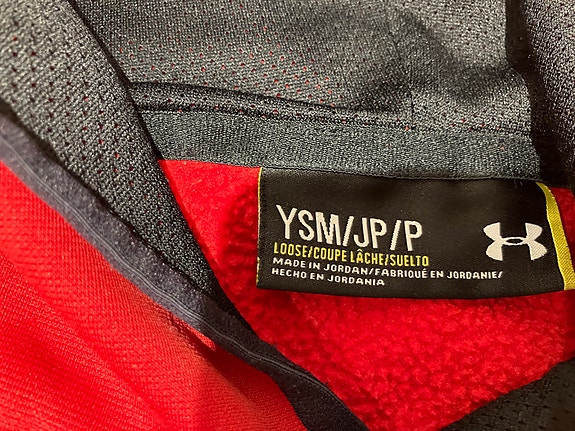 YSM/JP/P
LOOSE/COUPE LÂCHE/SUELTO
MADE IN JORDAN/FABRIQUÉ EN JORDANIE/
HECHO EN JORDANIA